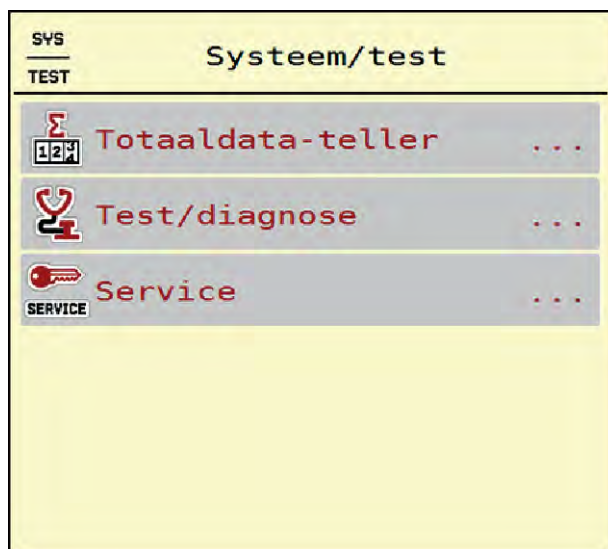 SYS
TEST
Systeem/test
Totaaldata-teller ...
Test/diagnose ...
SERVICE
Service ...